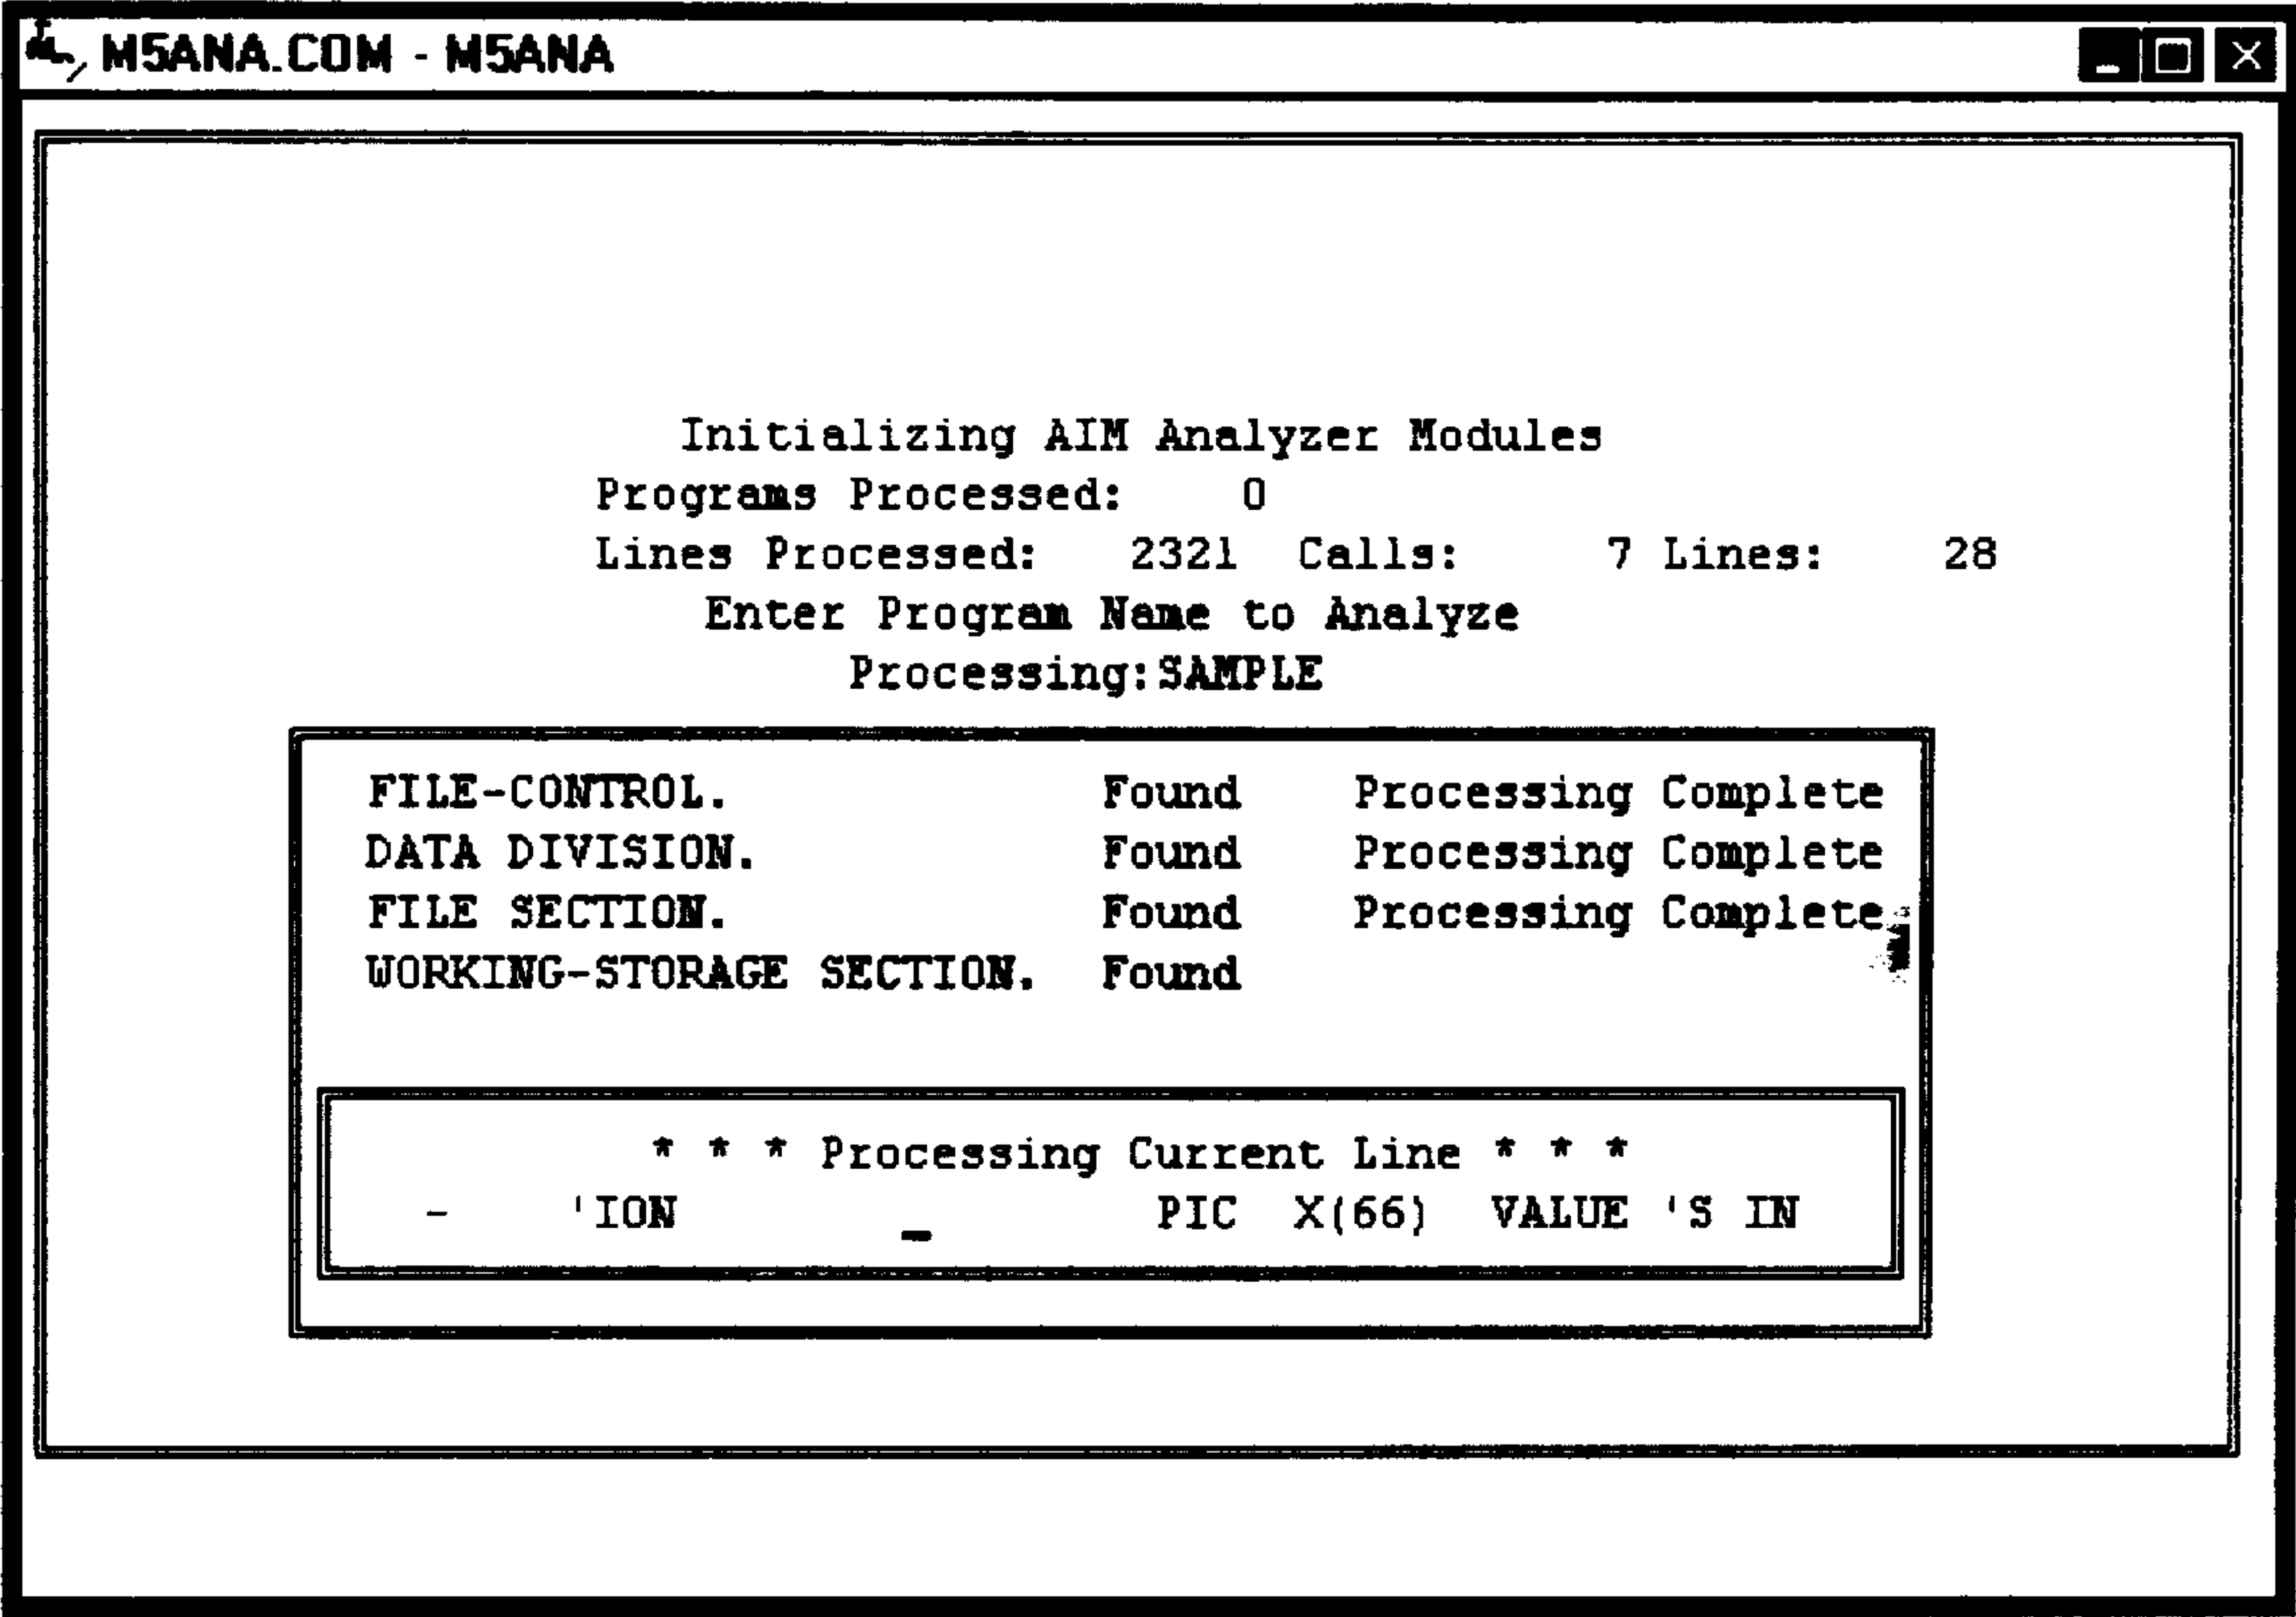 M5ANA.COM - M5ANA
Initializing AIM Analyzer Modules
Programs Processed: 0
Lines Processed: 2321 Calls: 7 Lines: 28
Enter Program Name to Analyze
Processing:SAMPLE
FILE-CONTROL. Found Processing Complete
DATA DIVISION. Found Processing Complete
FILE SECTION. Found Processing Complete
WORKING-STORAGE SECTION. Found
* * * Processing Current Line * * *
- 'ION _ PIC X(66) VALUE 'S IN